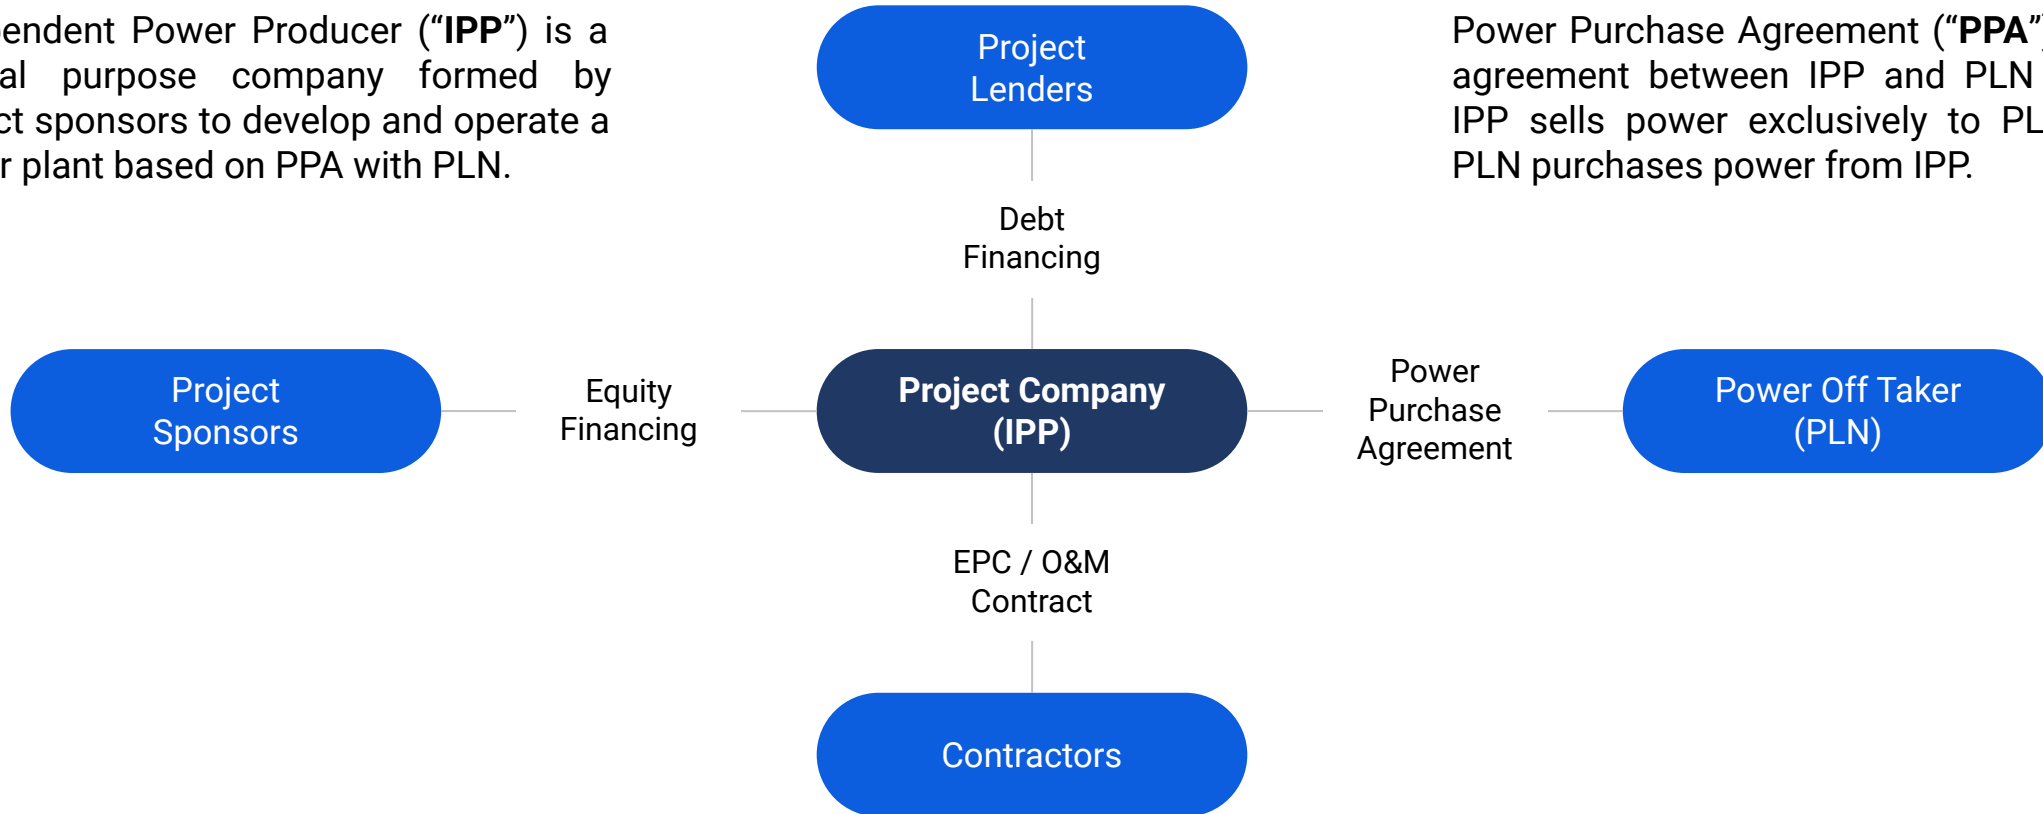 pendent Power Producer (“IPP”) is a
al purpose company formed by
ct sponsors to develop and operate a
r plant based on PPA with PLN.
Project
Lenders
Power Purchase Agreement (“PPA”)
agreement between IPP and PLN
IPP sells power exclusively to PL
PLN purchases power from IPP.
Debt
Financing
Project
Sponsors
Equity
Financing
Project Company
(IPP)
Power
Purchase
Agreement
Power Off Taker
(PLN)
EPC / O&M
Contract
Contractors